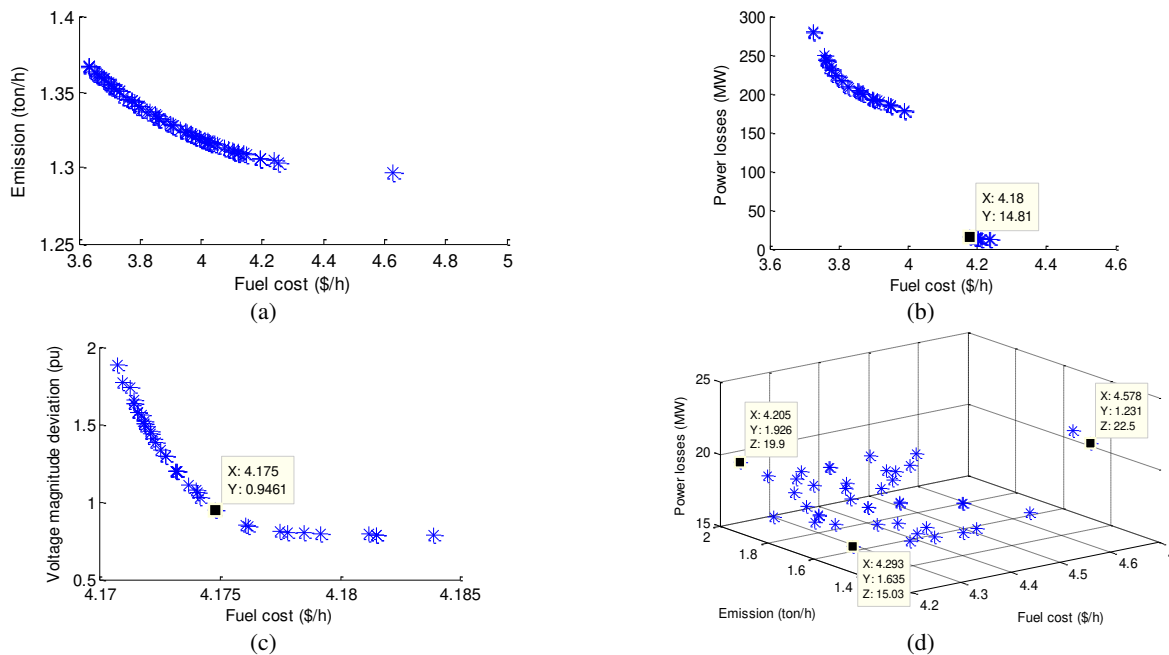 1.4
1.35
1.3
1.25
Emission (ton/h)
3.6 3.8 4 4.2 4.4 4.6 4.8 5
Fuel cost ($/h)
(a)
300
250
200
150
100
50
0
Power losses (MW)
X: 4.18
Y: 14.81
3.6 3.8 4 4.2 4.4 4.6
Fuel cost ($/h)
(b)
2
1.5
1
0.5
Voltage magnitude deviation (pu)
X: 4.175
Y: 0.9461
4.17 4.175 4.18 4.185
Fuel cost ($/h)
(c)
25
20
15
Power losses (MW)
X: 4.205
Y: 1.926
Z: 19.9
X: 4.578
Y: 1.231
Z: 22.5
X: 4.293
Y: 1.635
Z: 15.03
2
1.8
1.6
1.4
Emission (ton/h)
4.2
4.3
4.4
4.5
4.6
Fuel cost ($/h)
(d)